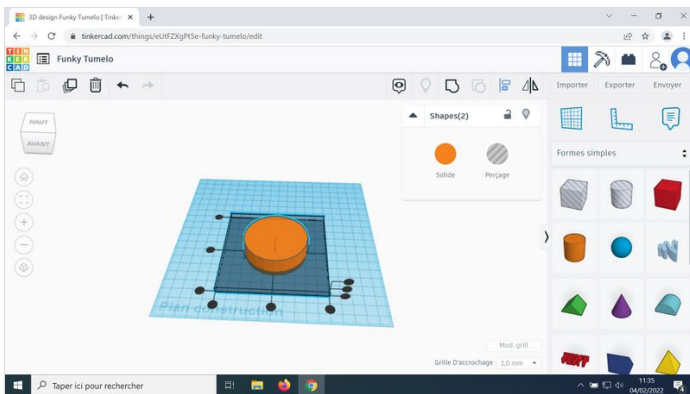 3D design Funky Tumelo | Tinker
tinkercad.com/things/eUtFZXgPtSe-funky-tumelo/edit
TIN
KER
CAD
Funky Tumelo
Importer
Exporter
Envoyer
HAUT
AVANT
Shapes(2)
Solide
Perçage
Formes simples
Plan construction
TEXT
Mod. grill
Grille D'accrochage
1,0 mm
Taper ici pour rechercher
11:35
04/02/2022